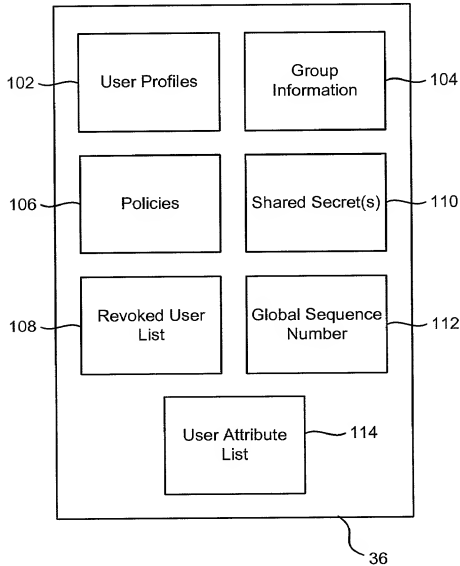 102
User Profiles
Group
Information
104
106
Policies
Shared Secret(s)
110
108
Revoked User
List
Global Sequence
Number
112
User Attribute
List
114
36